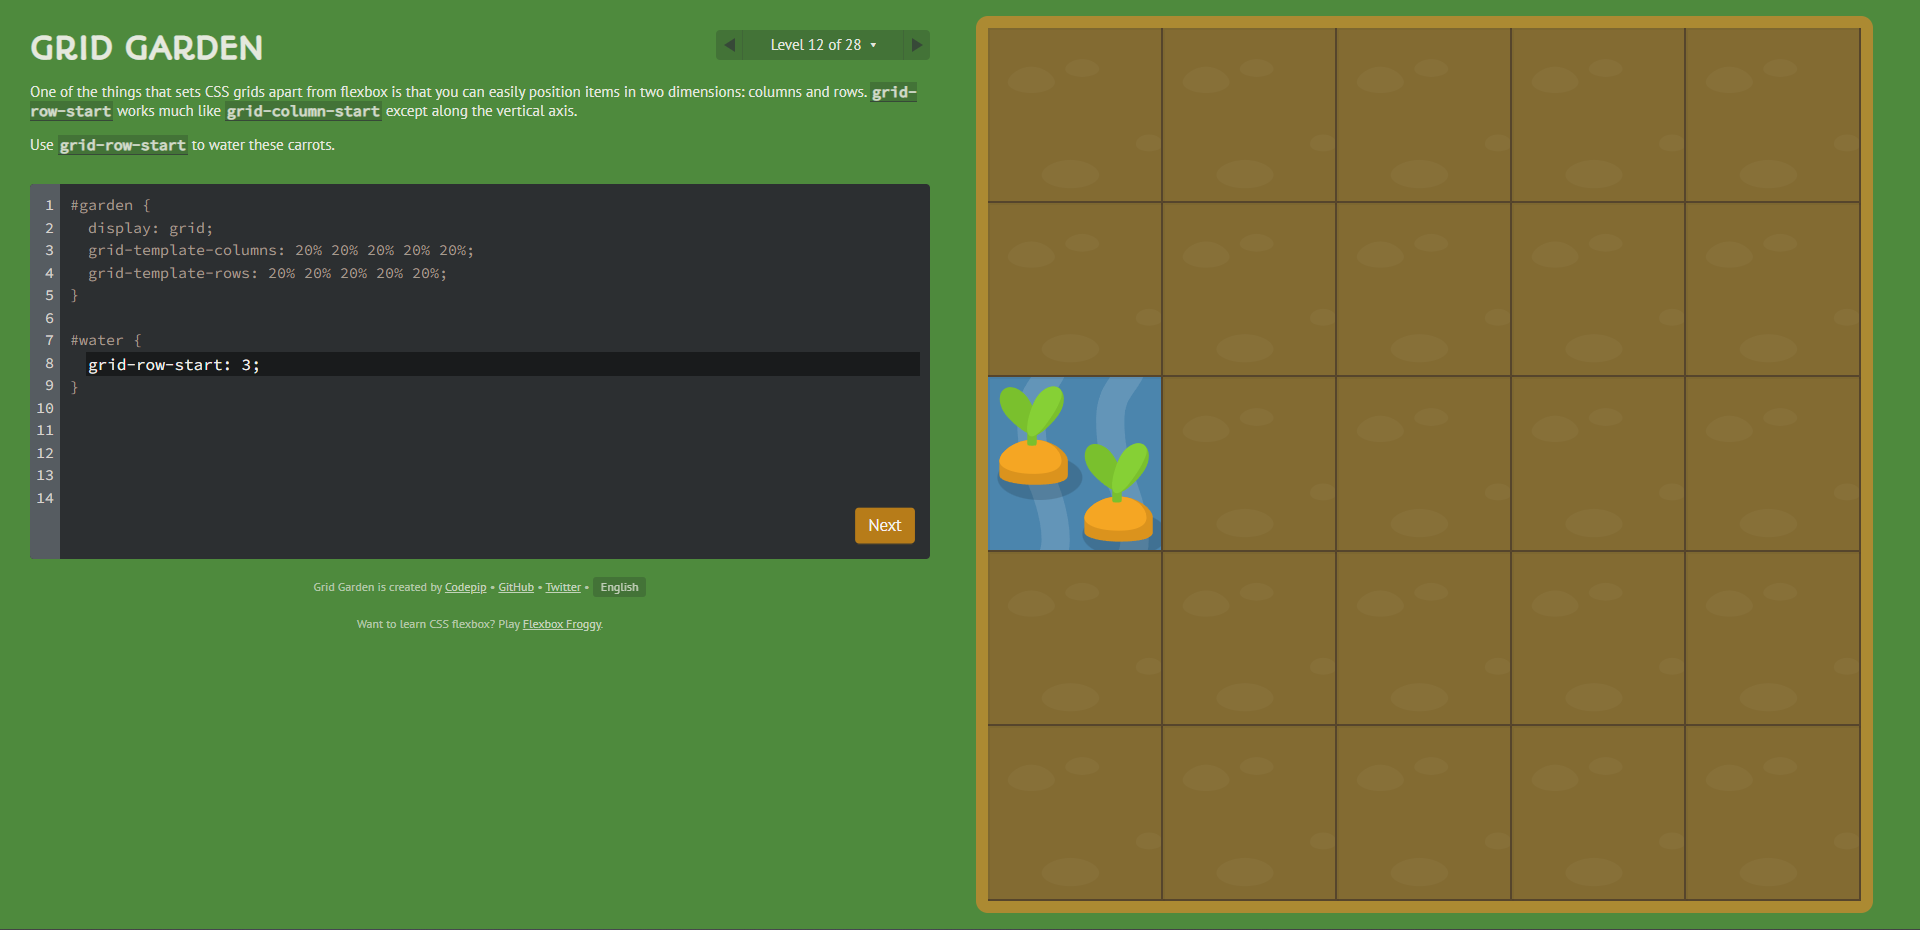 GRID GARDEN
Level 12 of 28
One of the things that sets CSS grids apart from flexbox is that you can easily position items in two dimensions: columns and rows. grid-
row-start works much like grid-column-start except along the vertical axis.
Use grid-row-start to water these carrots.
1 #garden {
2 display: grid;
3 grid-template-columns: 20% 20% 20% 20% 20%;
4 grid-template-rows: 20% 20% 20% 20% 20%;
5 }
6
7 #water {
8 grid-row-start: 3;
9 }
10
11
12
13
14
Next
Grid Garden is created by Codepip • GitHub • Twitter • English
Want to learn CSS flexbox? Play Flexbox Froggy.